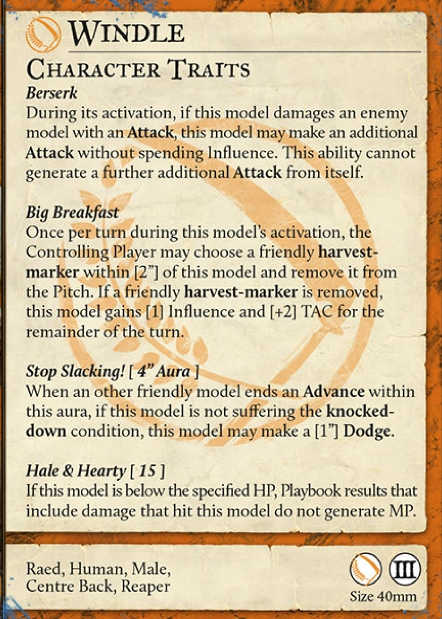 WINDLE
CHARACTER TRAITS
Berserk
During its activation, if this model damages an enemy
model with an Attack, this model may make an additional
Attack without spending Influence. This ability cannot
generate a further additional Attack from itself.
Big Breakfast
Once per turn during this model's activation, the
Controlling Player may choose a friendly harvest-
marker within [2"] of this model and remove it from
the Pitch. If a friendly harvest-marker is removed,
this model gains [1] Influence and [+2] TAC for the
remainder of the turn.
Stop Slacking! [ 4" Aura ]
When an other friendly model ends an Advance within
this aura, if this model is not suffering the knocked-
down condition, this model may make a [1"] Dodge.
Hale & Hearty [ 15 ]
If this model is below the specified HP, Playbook results that
include damage that hit this model do not generate MP.
Raed, Human, Male,
Centre Back, Reaper
III
Size 40mm